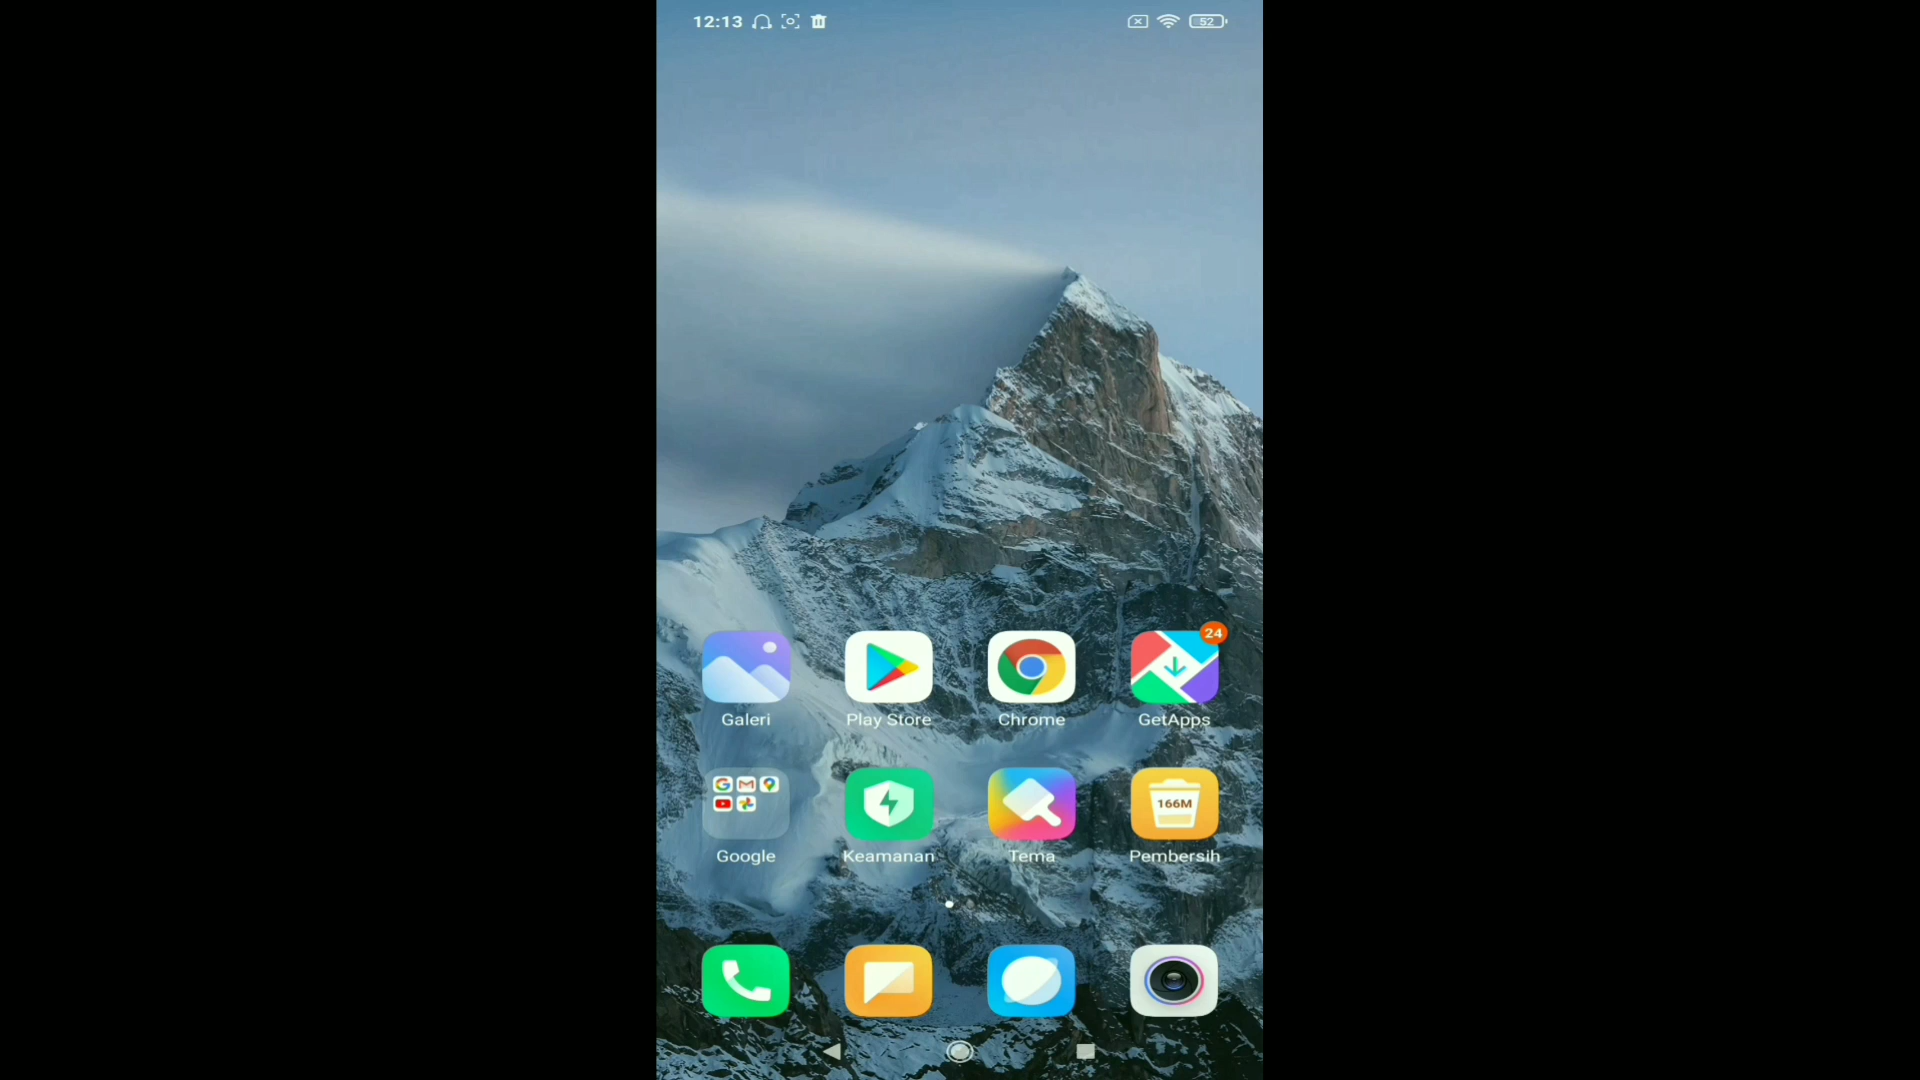 12:13 52
24
Galeri Play Store Chrome GetApps
166M
Google Keamanan Tema Pembersih